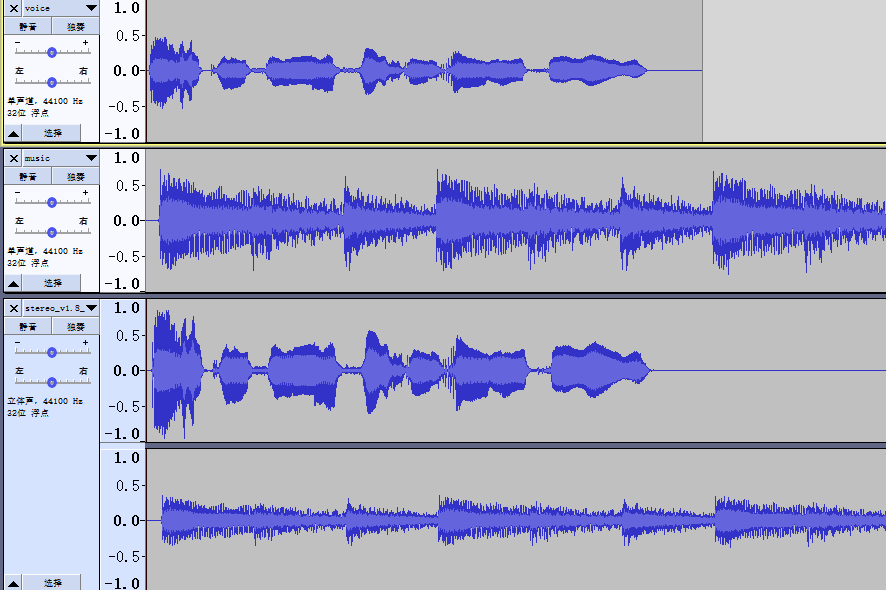 voice
静音 独奏
- +
左 右
单声道, 44100 Hz
32位 浮点
选择
1.0
0.5
0.0
-0.5
-1.0
music
静音 独奏
- +
左 右
单声道, 44100 Hz
32位 浮点
选择
1.0
0.5
0.0
-0.5
-1.0
stereo_v1.S_
静音 独奏
- +
左 右
立体声, 44100 Hz
32位 浮点
选择
1.0
0.5
0.0
-0.5
-1.0
1.0
0.5
0.0
-0.5
-1.0